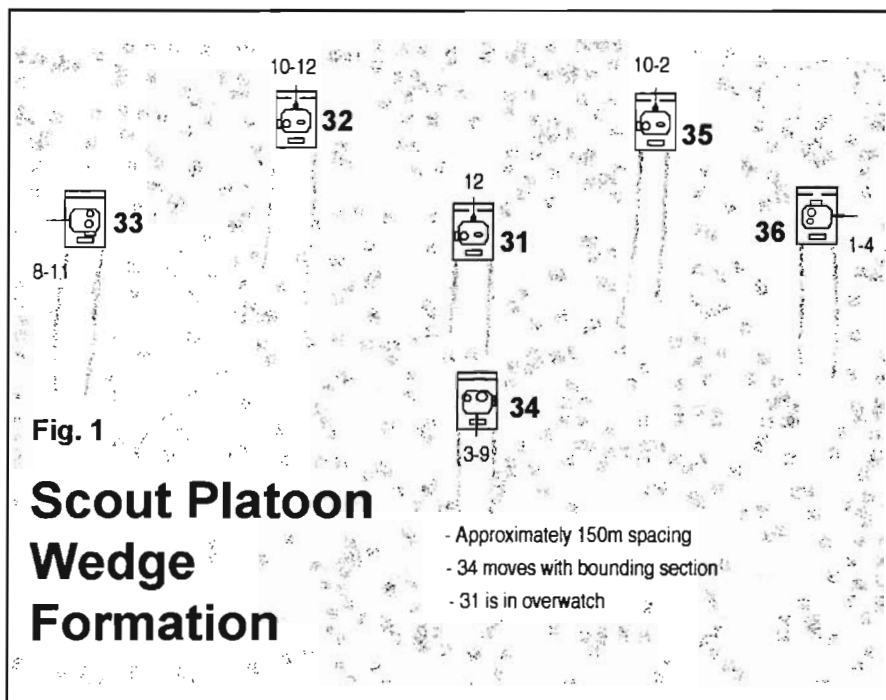 10-12
10-2
32
35
12
33
31
36
8-11
1-4
34
Fig. 1
3-9
Scout Platoon
Wedge
Formation
- Approximately 150m spacing
- 34 moves with bounding section
- 31 is in overwatch